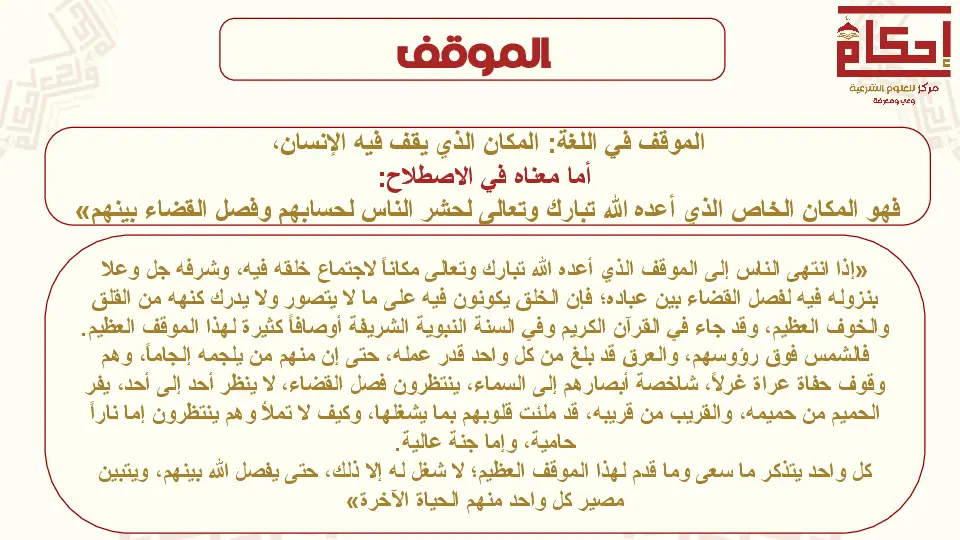 الموقف
إحكام
مركز للعلوم الشرعية
وعي ومعرفة
الموقف في اللغة: المكان الذي يقف فيه الإنسان،
أما معناه في الاصطلاح:
فهو المكان الخاص الذي أعده الله تبارك وتعالى لحشر الناس لحسابهم وفصل القضاء بينهم»
«إذا انتهى الناس إلى الموقف الذي أعده الله تبارك وتعالى مكاناً لاجتماع خلقه فيه، وشرفه جل وعلا
بنزوله فيه لفصل القضاء بين عباده؛ فإن الخلق يكونون فيه على ما لا يتصور ولا يدرك كنهه من القلق
والخوف العظيم، وقد جاء في القرآن الكريم وفي السنة النبوية الشريفة أوصافاً كثيرة لهذا الموقف العظيم.
فالشمس فوق رؤوسهم، والعرق قد بلغ من كل واحد قدر عمله، حتى إن منهم من يلجمه إلجاماً، وهم
وقوف حفاة عراة غرلاً، شاخصة أبصارهم إلى السماء، ينتظرون فصل القضاء، لا ينظر أحد إلى أحد، يفر
الحميم من حميمه، والقريب من قريبه، قد ملئت قلوبهم بما يشغلها، وكيف لا تملأ وهم ينتظرون إما ناراً
حامية، وإما جنة عالية.
كل واحد يتذكر ما سعى وما قدم لهذا الموقف العظيم؛ لا شغل له إلا ذلك، حتى يفصل الله بينهم، ويتبين
مصير كل واحد منهم الحياة الآخرة»